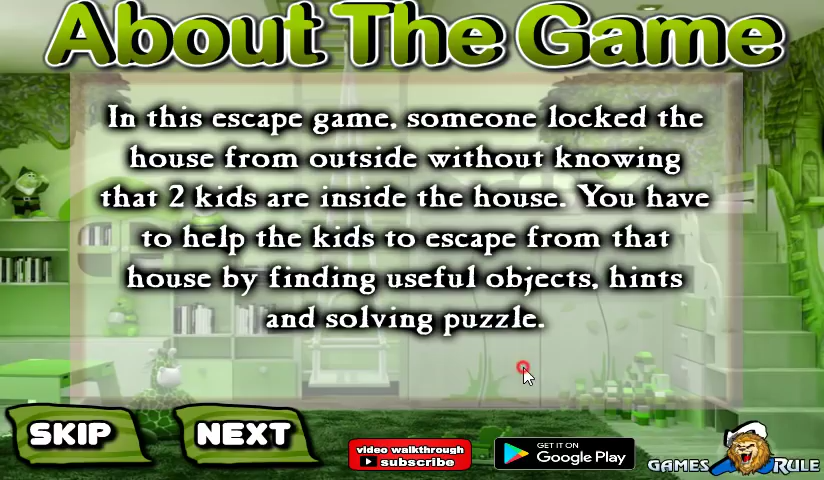 About The Game
In this escape game, someone locked the
house from outside without knowing
that 2 kids are inside the house. You have
to help the kids to escape from that
house by finding useful objects, hints
and solving puzzle.
SKIP
NEXT
video walkthrough
subscribe
GET IT ON
Google Play
GAMES RULE